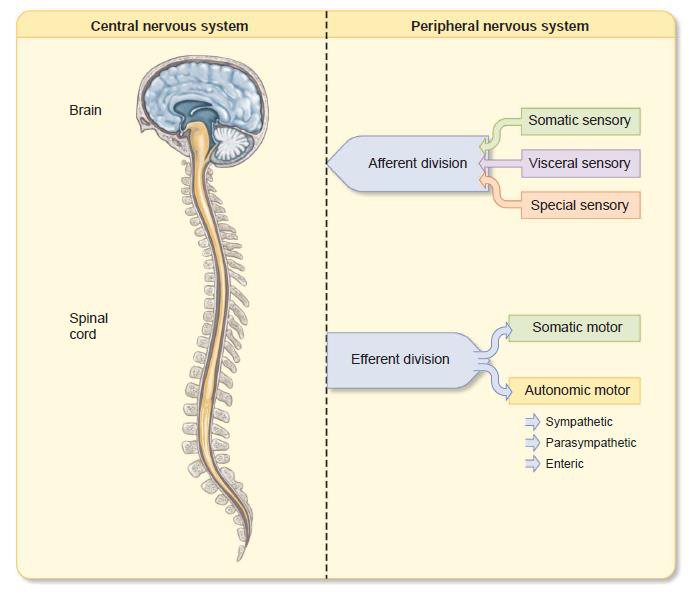 Central nervous system
Peripheral nervous system
Brain
Somatic sensory
Afferent division
Visceral sensory
Special sensory
Spinal
cord
Somatic motor
Efferent division
Autonomic motor
Sympathetic
Parasympathetic
Enteric